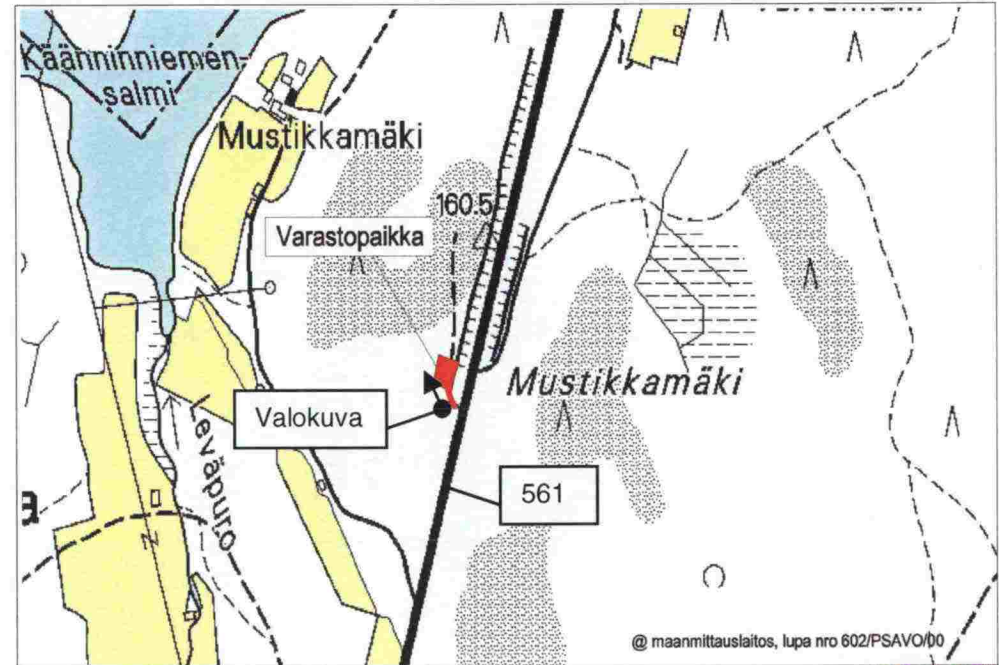 Käänninniemen-
salmi
Mustikkamäki
160.5
Varastopaikka
Mustikkamäki
Valokuva
561
Leväpuro
@ maanmittauslaitos, lupa nro 602/PSAVO/00